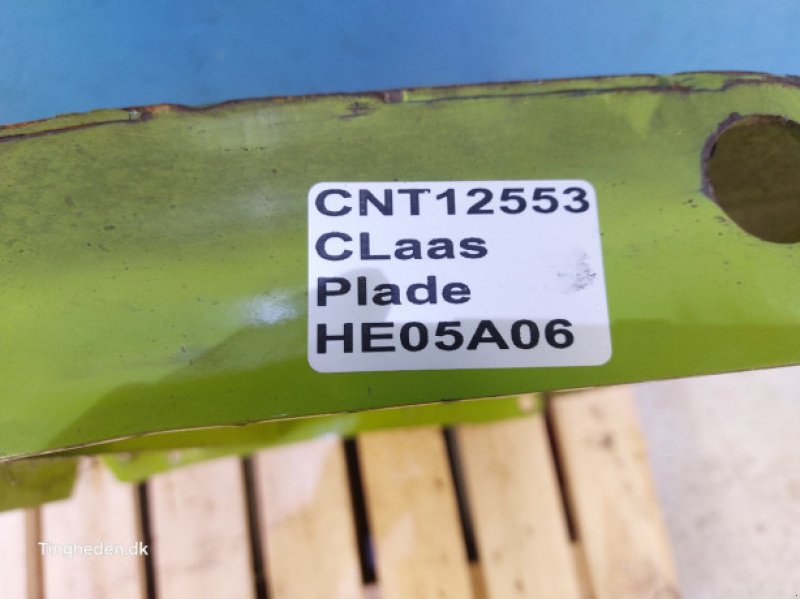 CNT12553
CLaas
Plade
HE05A06
Tingheden.dk